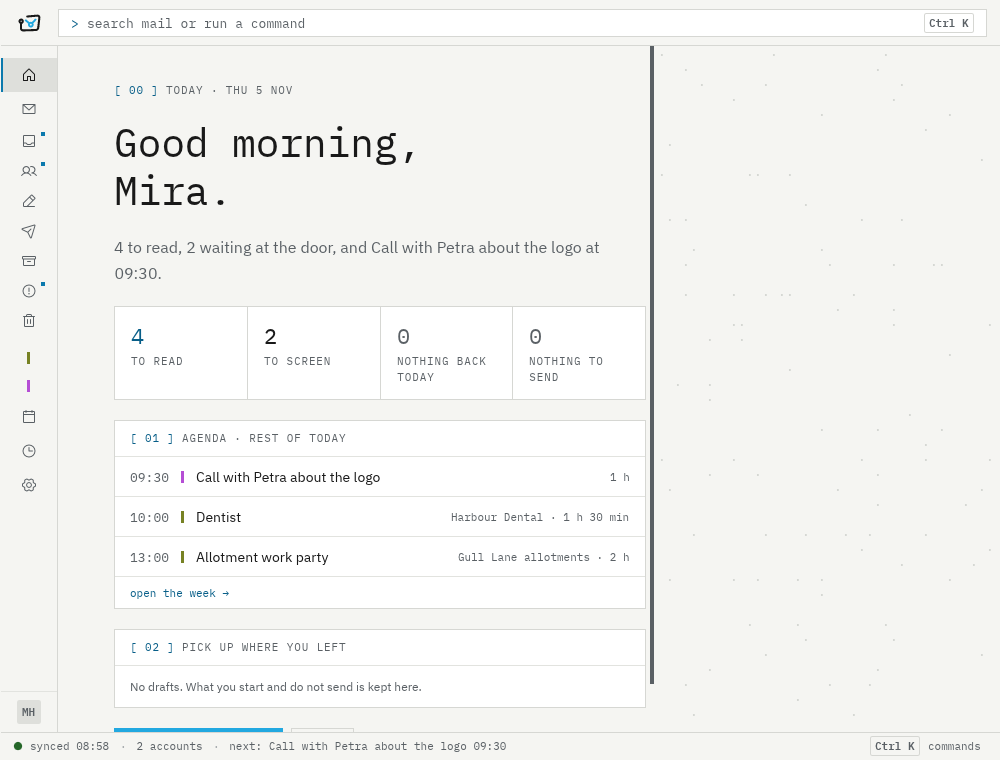 > search mail or run a command
Ctrl K
[ 00 ] TODAY · THU 5 NOV
Good morning,
Mira.
4 to read, 2 waiting at the door, and Call with Petra about the logo at
09:30.
4
TO READ
2
TO SCREEN
0
NOTHING BACK
TODAY
0
NOTHING TO
SEND
[ 01 ] AGENDA · REST OF TODAY
09:30 Call with Petra about the logo 1 h
10:00 Dentist Harbour Dental · 1 h 30 min
13:00 Allotment work party Gull Lane allotments · 2 h
open the week →
[ 02 ] PICK UP WHERE YOU LEFT
No drafts. What you start and do not send is kept here.
MH
synced 08:58 · 2 accounts · next: Call with Petra about the logo 09:30
Ctrl K commands